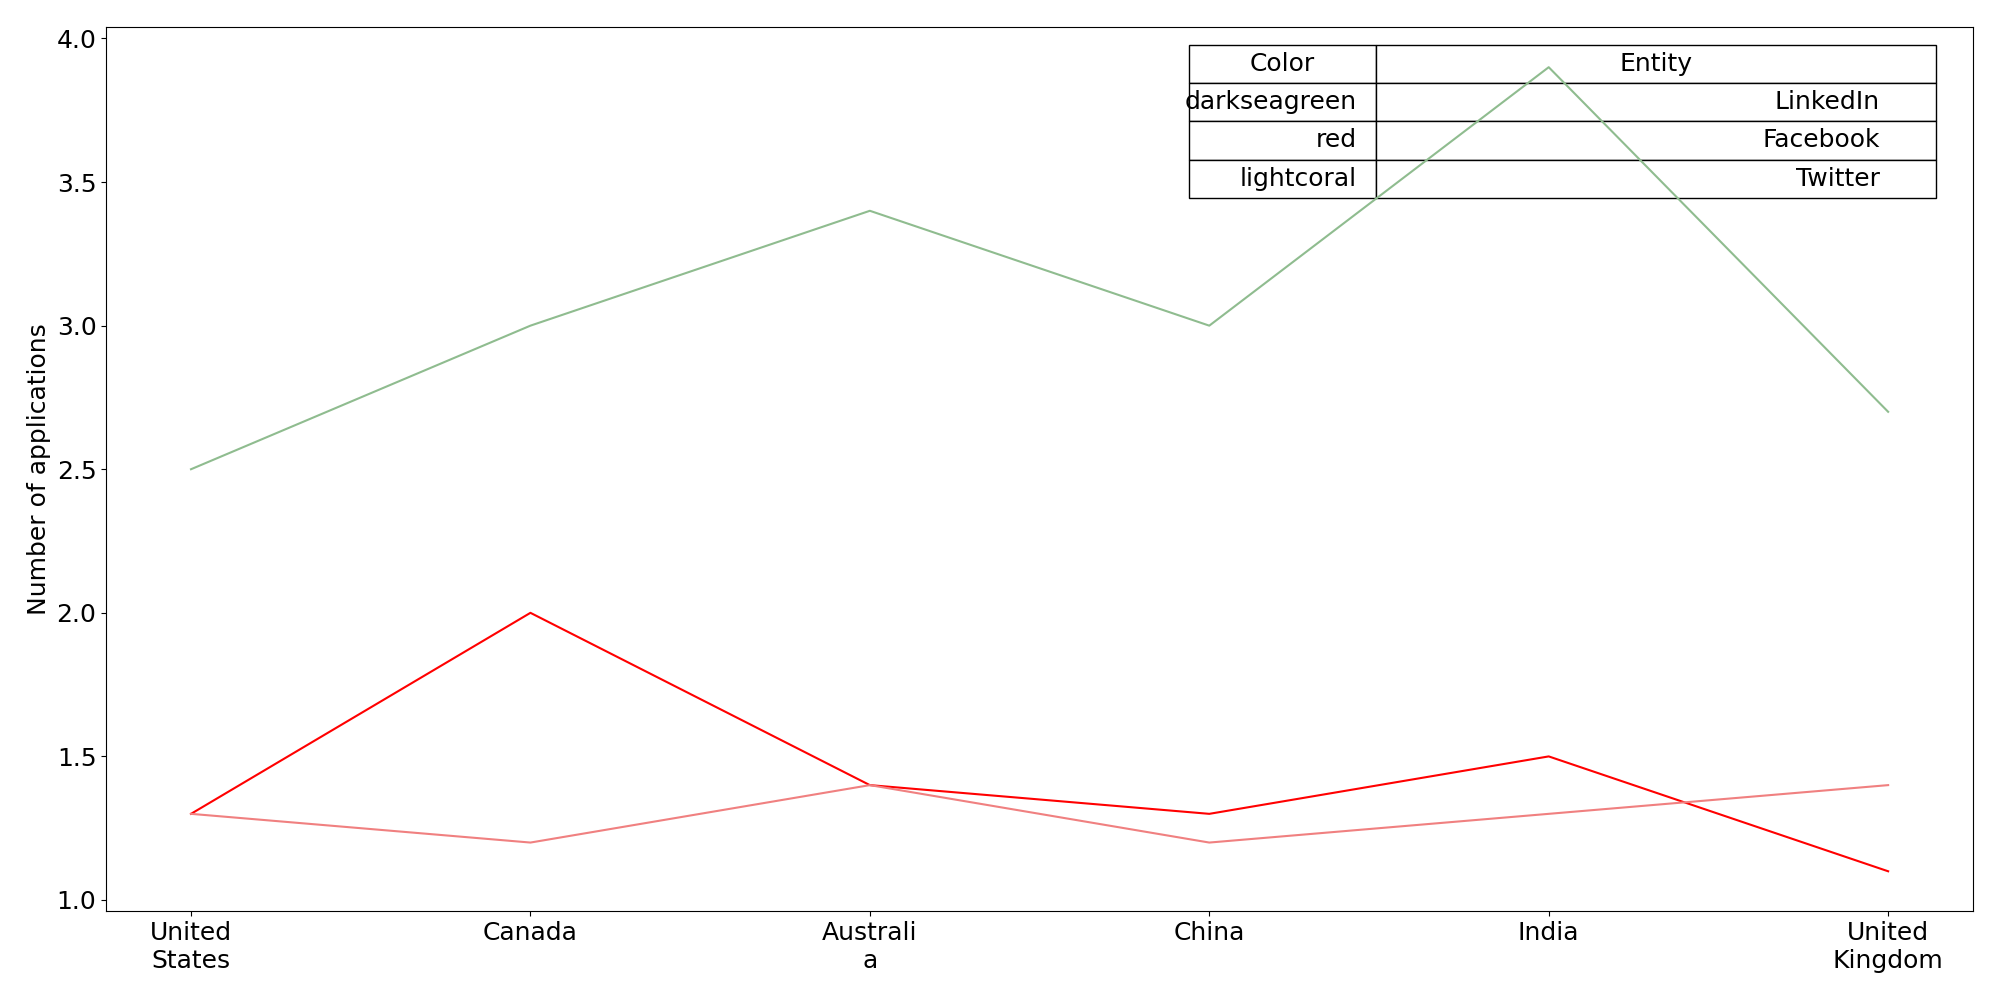 Number of applications
4.0
3.5
3.0
2.5
2.0
1.5
1.0
Color Entity
darkseagreen LinkedIn
red Facebook
lightcoral Twitter
United
States
Canada
Australi
a
China
India
United
Kingdom